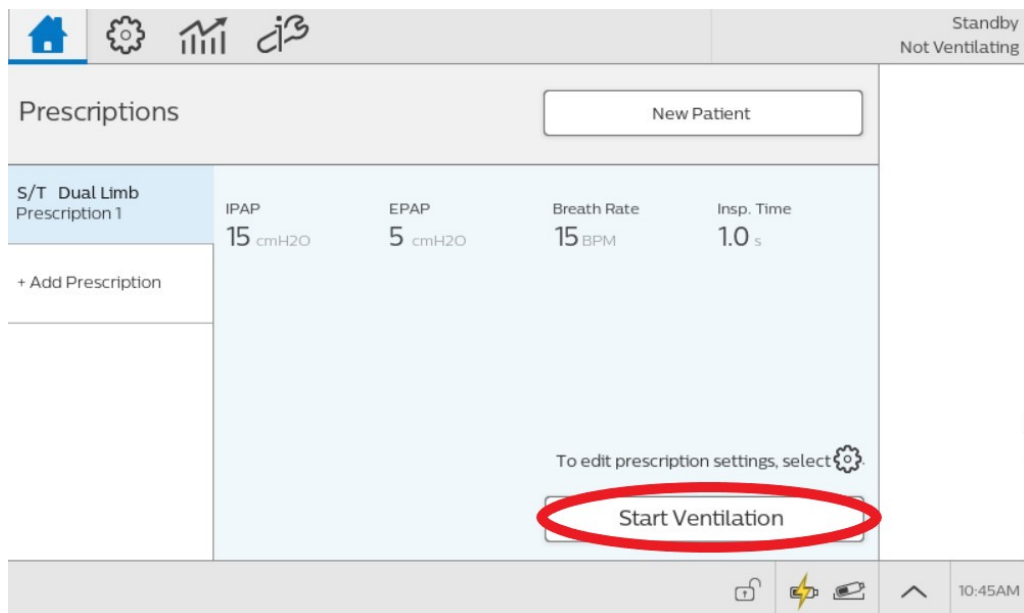 Standby
Not Ventilating
Prescriptions
New Patient
S/T Dual Limb
Prescription 1
+ Add Prescription
IPAP
15 cmH2O
EPAP
5 cmH2O
Breath Rate
15 BPM
Insp. Time
1.0 s
To edit prescription settings, select
Start Ventilation
10:45AM